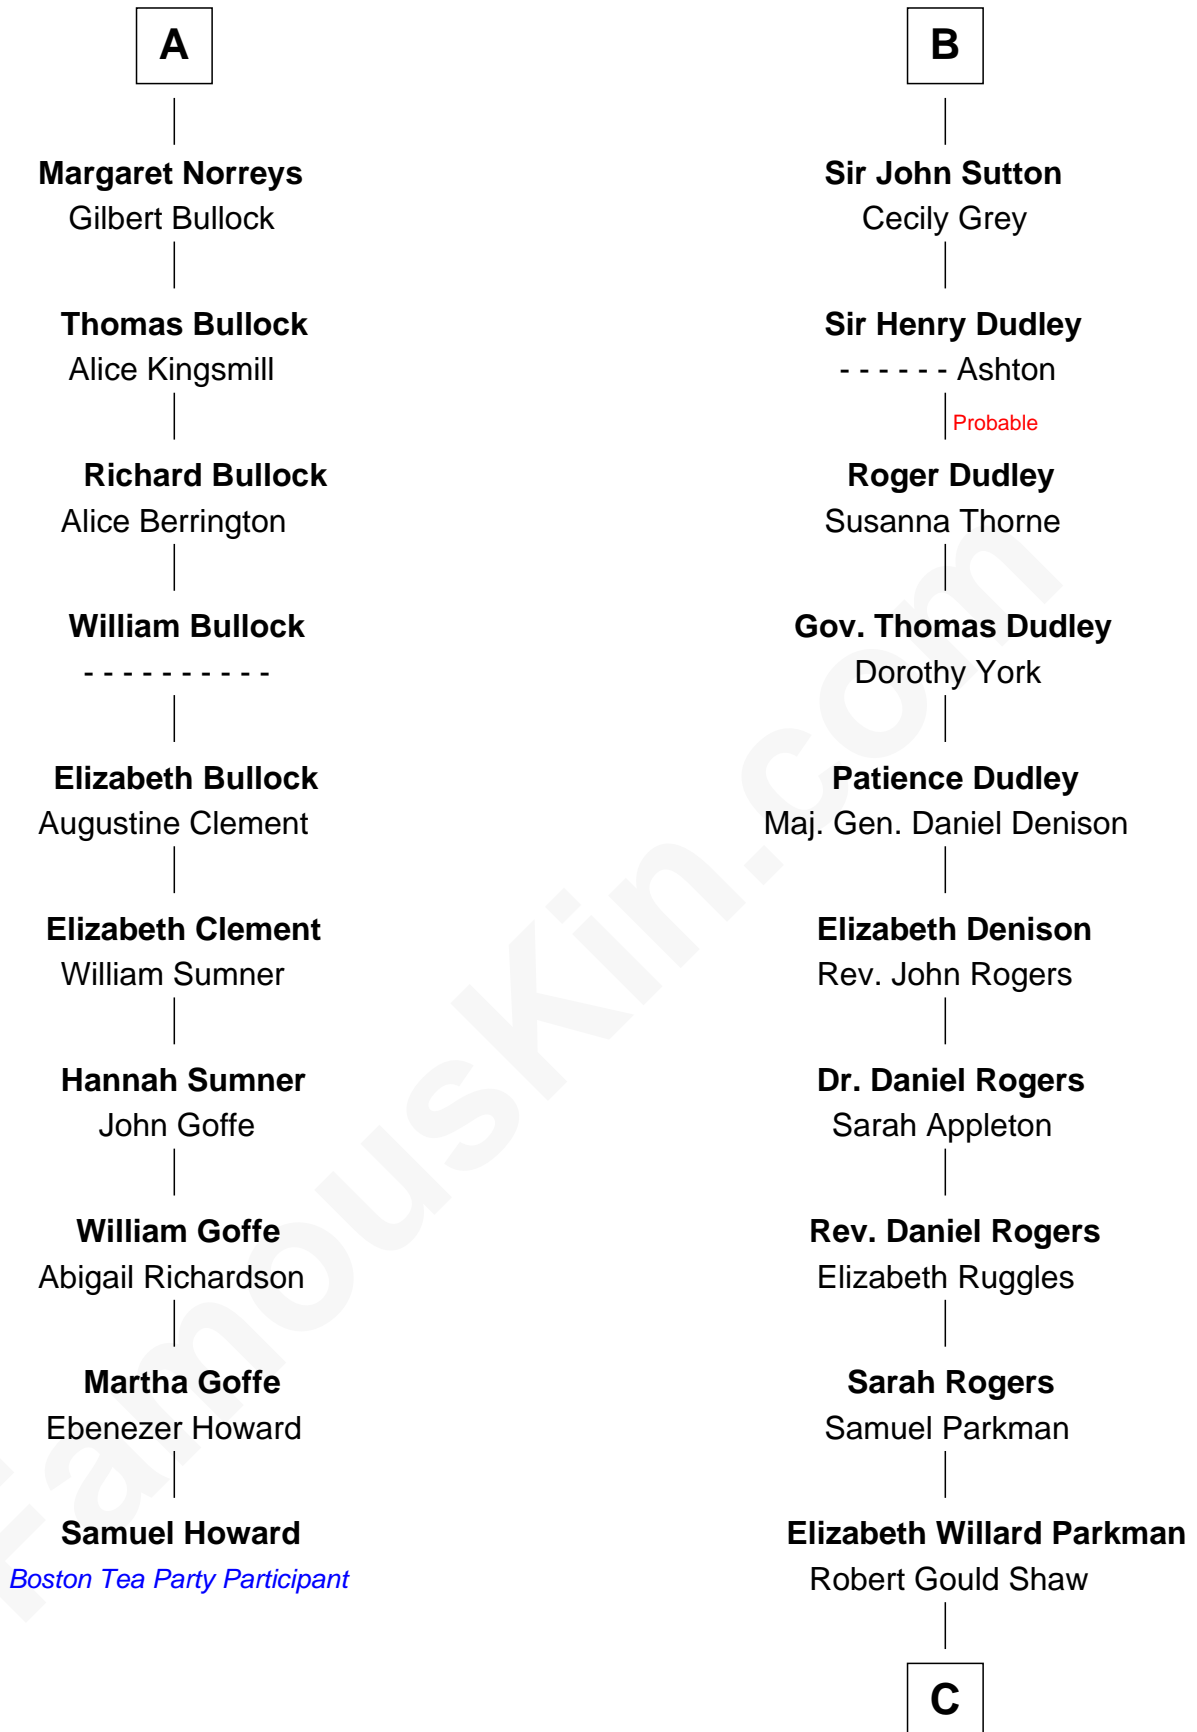 A
Margaret Norreys
Gilbert Bullock
Thomas Bullock
Alice Kingsmill
Richard Bullock
Alice Berrington
William Bullock
- - - - - - - - - -
Elizabeth Bullock
Augustine Clement
Elizabeth Clement
William Sumner
Hannah Sumner
John Goffe
William Goffe
Abigail Richardson
Martha Goffe
Ebenezer Howard
Samuel Howard
Boston Tea Party Participant
B
Sir John Sutton
Cecily Grey
Sir Henry Dudley
- - - - - - Ashton
Probable
Roger Dudley
Susanna Thorne
Gov. Thomas Dudley
Dorothy York
Patience Dudley
Maj. Gen. Daniel Denison
Elizabeth Denison
Rev. John Rogers
Dr. Daniel Rogers
Sarah Appleton
Rev. Daniel Rogers
Elizabeth Ruggles
Sarah Rogers
Samuel Parkman
Elizabeth Willard Parkman
Robert Gould Shaw
C
FamousKin.com